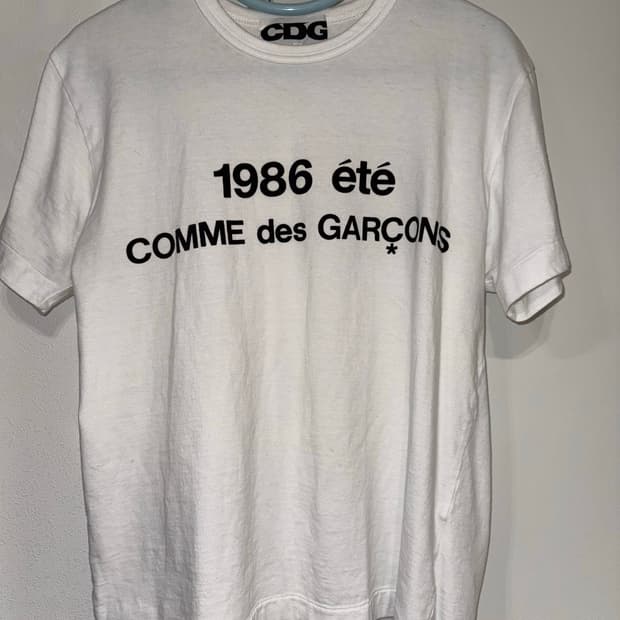 CDG
1986 été
COMME des GARÇONS
*